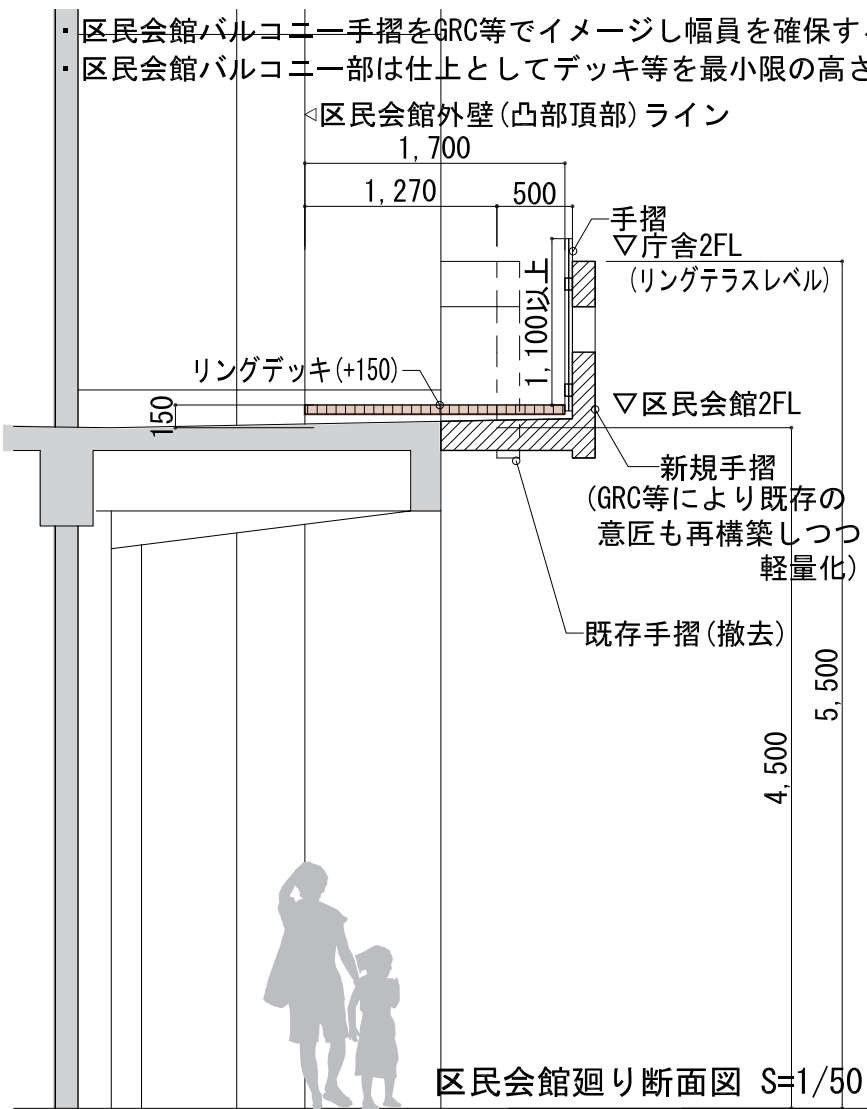 ・区民会館バルコニー手摺をGRC等でイメージし幅員を確保す
・区民会館バルコニー部は仕上としてデッキ等を最小限の高さ
◁区民会館外壁(凸部頂部)ライン
1,700
1,270
500
手摺
▽庁舎2FL
(リングテラスレベル)
1,100以上
リングデッキ(+150)
150
▽区民会館2FL
新規手摺
(GRC等により既存の
意匠も再構築しつつ
軽量化)
既存手摺(撤去)
5,500
4,500
区民会館廻り断面図 S=1/50